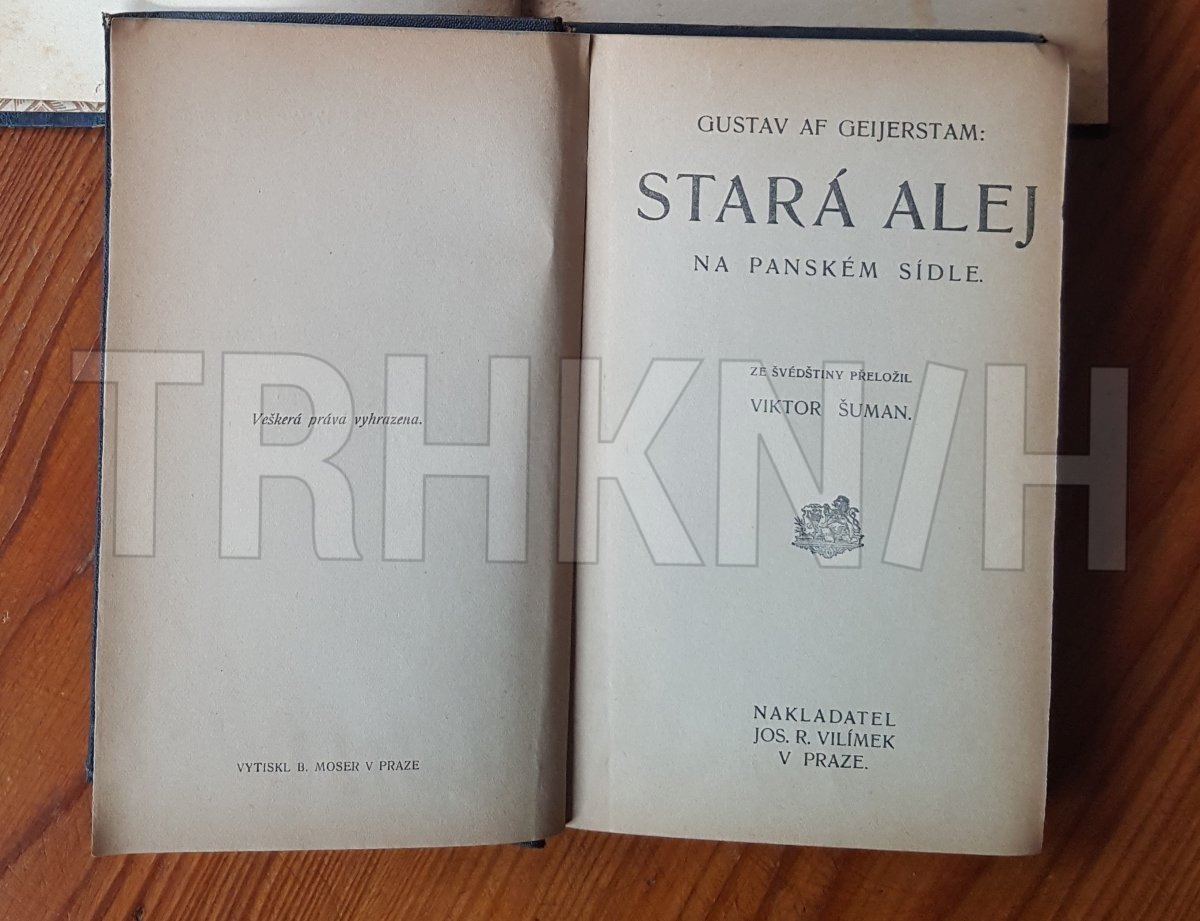 Veškerá práva vyhrazena.
VYTISKL B. MOSER V PRAZE
GUSTAV AF GEIJERSTAM:
STARÁ ALEJ
NA PANSKÉM SÍDLE.
ZE ŠVÉDŠTINY PŘELOŽIL
VIKTOR ŠUMAN.
NAKLADATEL
JOS. R. VILÍMEK
V PRAZE.
TRHKNIH